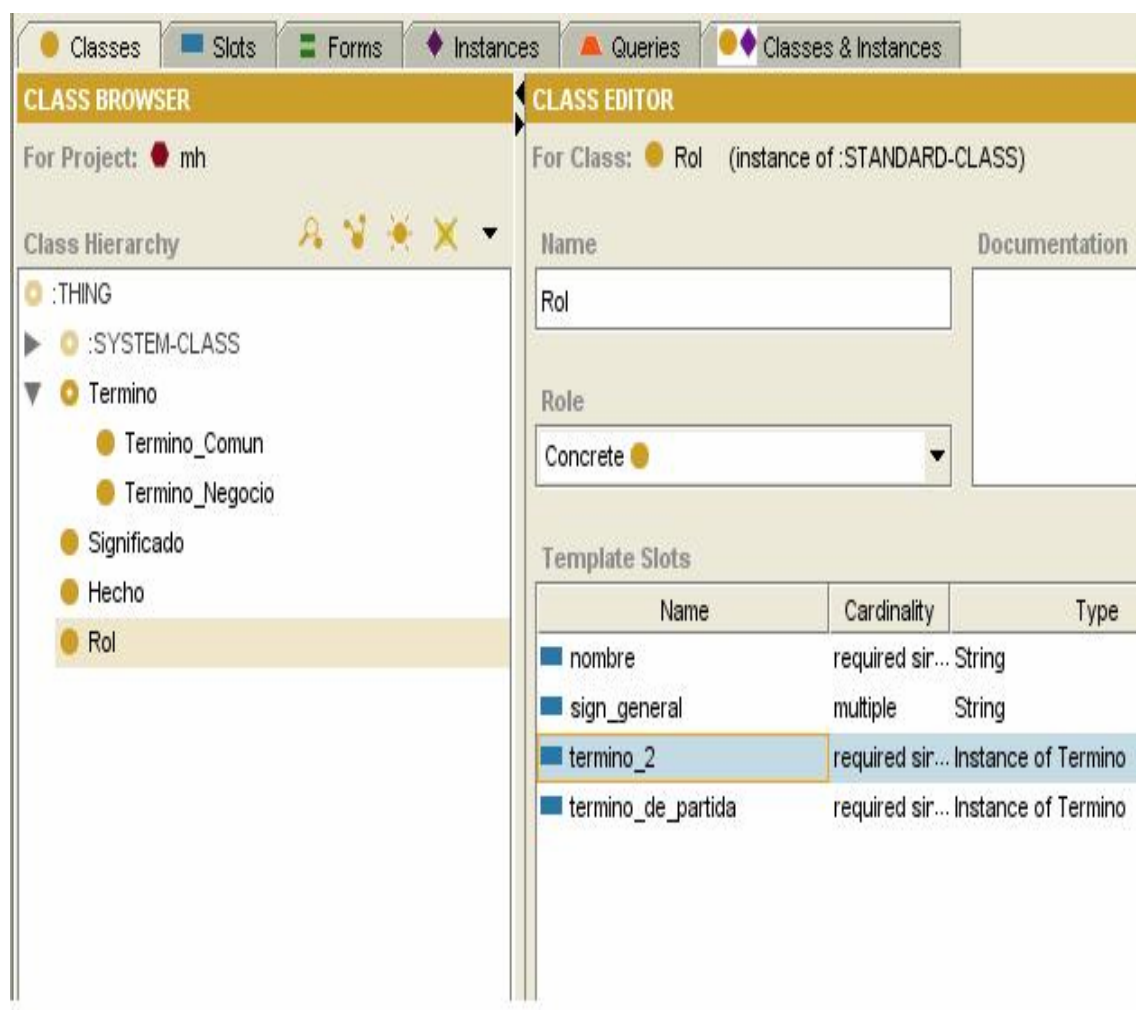 Classes Slots Forms Instances Queries Classes & Instances
CLASS BROWSER
For Project: mh
Class Hierarchy
:THING
:SYSTEM-CLASS
Termino
Termino_Comun
Termino_Negocio
Significado
Hecho
Rol
CLASS EDITOR
For Class: Rol (instance of :STANDARD-CLASS)
Name Documentation
Rol
Role
Concrete
Template Slots
Name Cardinality Type
nombre required sin... String
sign_general multiple String
termino_2 required sin... Instance of Termino
termino_de_partida required sin... Instance of Termino